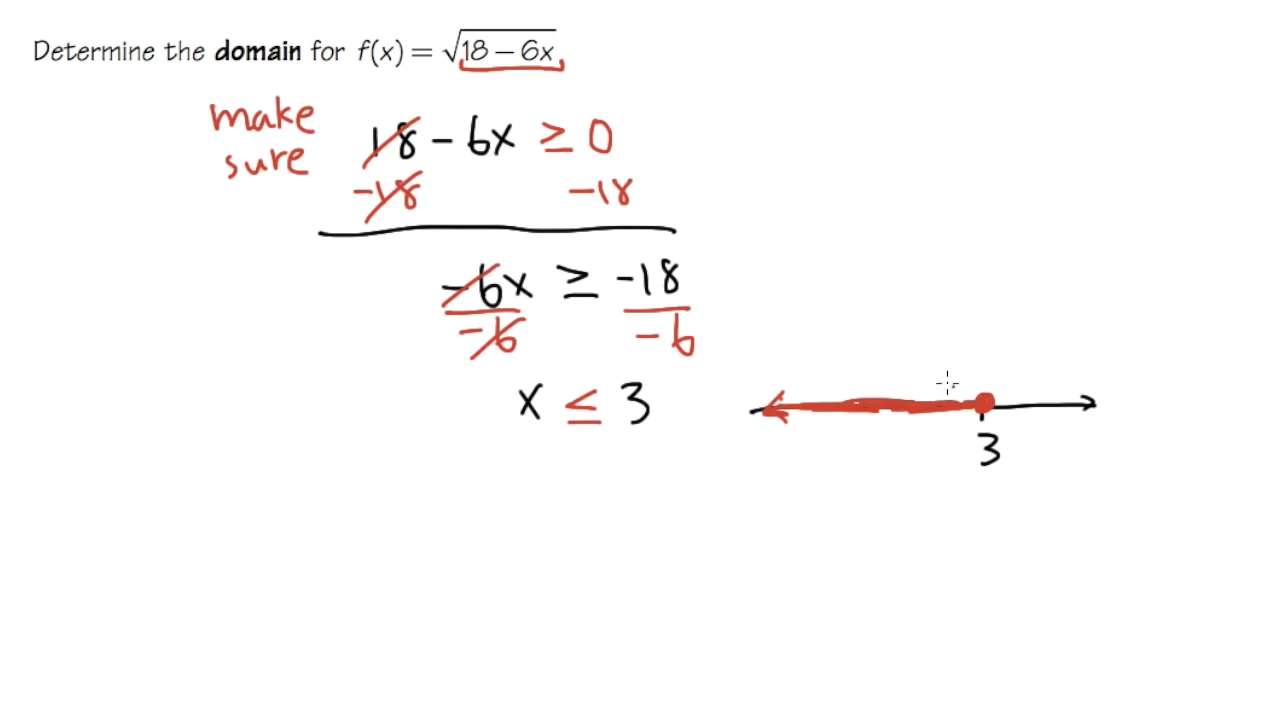 Determine the domain for f(x) = √(18 − 6x)
make
sure
18 − 6x ≥ 0
−18 −18
−6x ≥ −18
−6 −6
x ≤ 3
3